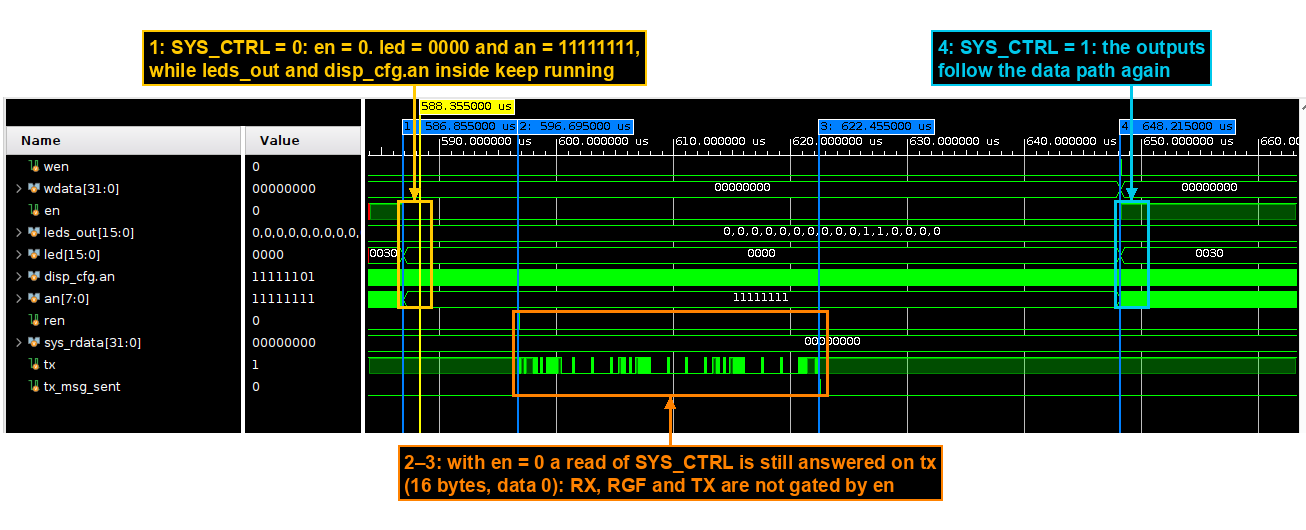 1: SYS_CTRL = 0: en = 0. led = 0000 and an = 11111111,
while leds_out and disp_cfg.an inside keep running
4: SYS_CTRL = 1: the outputs
follow the data path again
588.355000 us
1: 586.855000 us 2: 596.695000 us 3: 622.455000 us 4: 648.215000 us
Name Value
590.000000 us 600.000000 us 610.000000 us 620.000000 us 630.000000 us 640.000000 us 650.000000 us 660.00
wen 0
wdata[31:0] 00000000 00000000 00000000
en 0
leds_out[15:0] 0,0,0,0,0,0,0,0,0, 0,0,0,0,0,0,0,0,0,0,1,1,0,0,0,0
led[15:0] 0000 0030 0000 0030
disp_cfg.an 11111101
an[7:0] 11111111 11111111
ren 0
sys_rdata[31:0] 00000000 00000000
tx 1
tx_msg_sent 0
2–3: with en = 0 a read of SYS_CTRL is still answered on tx
(16 bytes, data 0): RX, RGF and TX are not gated by en